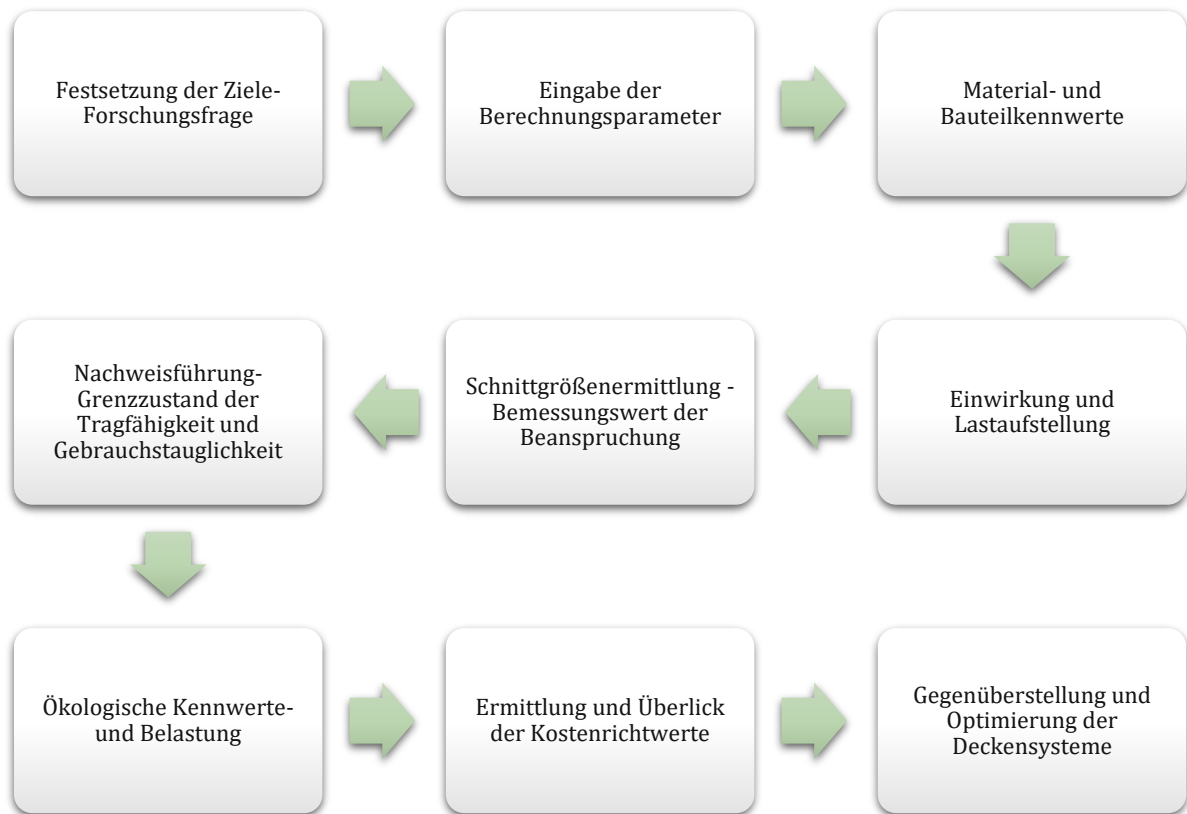 Festsetzung der Ziele-
Forschungsfrage
Eingabe der
Berechnungsparameter
Material- und
Bauteilkennwerte
Einwirkung und
Lastaufstellung
Schnittgrößenermittlung -
Bemessungswert der
Beanspruchung
Nachweisführung-
Grenzzustand der
Tragfähigkeit und
Gebrauchstauglichkeit
Ökologische Kennwerte-
und Belastung
Ermittlung und Überlick
der Kostenrichtwerte
Gegenüberstellung und
Optimierung der
Deckensysteme